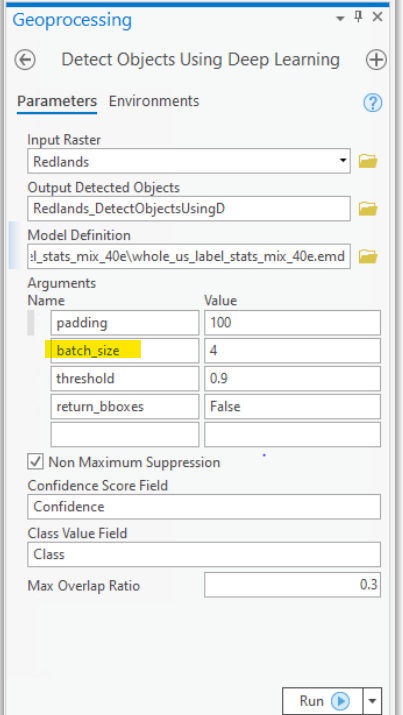 Geoprocessing
Detect Objects Using Deep Learning
Parameters Environments
Input Raster
Redlands
Output Detected Objects
Redlands_DetectObjectsUsingD
Model Definition
el_stats_mix_40e\whole_us_label_stats_mix_40e.emd
Arguments
Name Value
padding 100
batch_size 4
threshold 0.9
return_bboxes False
Non Maximum Suppression
Confidence Score Field
Confidence
Class Value Field
Class
Max Overlap Ratio 0.3
Run